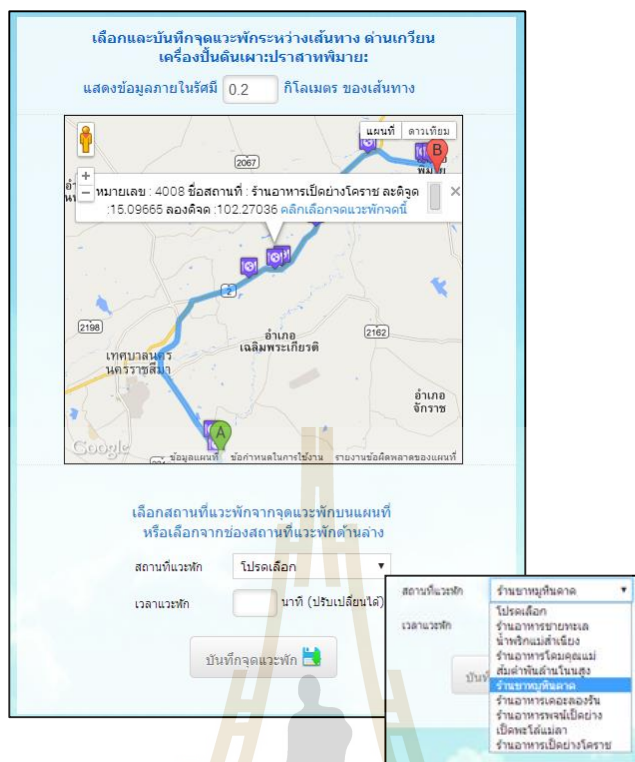 เลือกและบันทึกจุดแวะพักระหว่างเส้นทาง ด่านเกวียน
เครื่องปั้นดินเผา:ปราสาทพิมาย:
แสดงข้อมูลภายในรัศมี 0.2 กิโลเมตร ของเส้นทาง
แผนที่ ดาวเทียม
B
2067
พิมาย
หมายเลข : 4008 ชื่อสถานที่ : ร้านอาหารเป็ดย่างโคราช ละติจูด
:15.09665 ลองติจด :102.27036 คลิกเลือกจุดแวะพักจุดนี้
2
2198
2162
อำเภอ
เฉลิมพระเกียรติ
เทศบาลนคร
นครราชสีมา
อำเภอ
จักราช
A
Google
ข้อมูลแผนที่ ข้อกำหนดในการใช้งาน รายงานข้อผิดพลาดของแผนที่
เลือกสถานที่แวะพักจากจุดแวะพักบนแผนที่
หรือเลือกจากช่องสถานที่แวะพักด้านล่าง
สถานที่แวะพัก โปรดเลือก
เวลาแวะพัก นาที (ปรับเปลี่ยนได้)
บันทึกจุดแวะพัก
สถานที่แวะพัก ร้านขาหมูหินดาด
เวลาแวะพัก
โปรดเลือก
ร้านอาหารชายทะเล
น้ำพริกแม่สำเนียง
ร้านอาหารโดมคุณแม่
ส้มตำพันล้านโนนสูง
ร้านขาหมูหินดาด
ร้านอาหารเดอะลองรัน
ร้านอาหารพจน์เป็ดย่าง
เป็ดพะโล้แม่ลา
ร้านอาหารเป็ดย่างโคราช
บันที